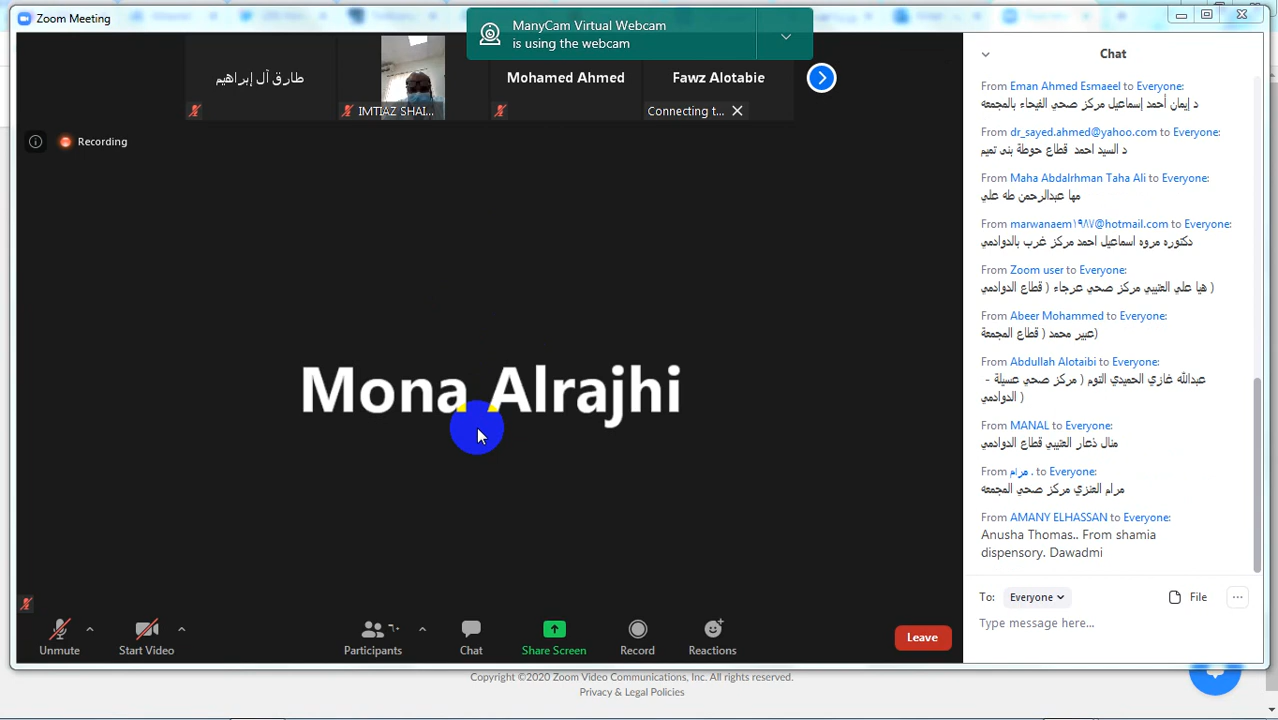 Zoom Meeting
ManyCam Virtual Webcam
is using the webcam
طارق آل إبراهيم
IMTIAZ SHAI...
Mohamed Ahmed
Fawz Alotabie
Connecting t...
Recording
Mona Alrajhi
Unmute
Start Video
Participants
٦٠
Chat
Share Screen
Record
Reactions
Leave
Chat
From Eman Ahmed Esmaeel to Everyone:
د إيمان أحمد إسماعيل مركز صحي الفيحاء بالمجمعه
From dr_sayed.ahmed@yahoo.com to Everyone:
د السيد احمد قطاع حوطة بنى تميم
From Maha Abdalrhman Taha Ali to Everyone:
مها عبدالرحمن طه علي
From marwanaem١٩٨٧@hotmail.com to Everyone:
دكتوره مروه اسماعيل احمد مركز غرب بالدوادمي
From Zoom user to Everyone:
هيا علي العتيبي مركز صحي عرجاء ( قطاع الدوادمي )
From Abeer Mohammed to Everyone:
عبير محمد ( قطاع المجمعة)
From Abdullah Alotaibi to Everyone:
عبدالله غازي الحميدي التوم ( مركز صحي عسيلة -
الدوادمي )
From MANAL to Everyone:
منال ذعار العتيبي قطاع الدوادمي
From مرام . to Everyone:
مرام العنزي مركز صحي المجمعه
From AMANY ELHASSAN to Everyone:
Anusha Thomas.. From shamia
dispensory. Dawadmi
To: Everyone
File
Type message here...
Copyright ©2020 Zoom Video Communications, Inc. All rights reserved.
Privacy & Legal Policies